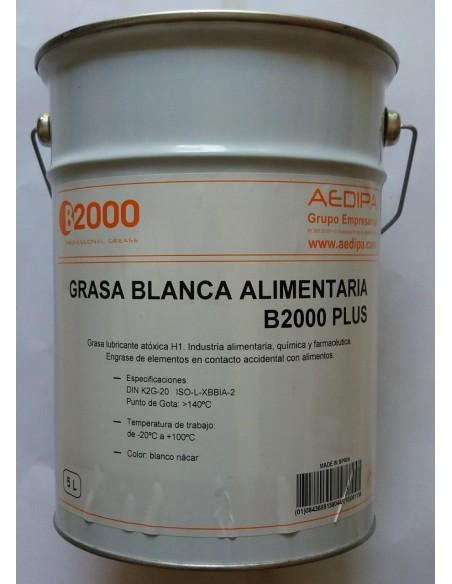 B2000
PROFESSIONAL GREASE
AEDIPA
Grupo Empresarial
www.aedipa.com
GRASA BLANCA ALIMENTARIA
B2000 PLUS
Grasa lubricante atóxica H1. Industria alimentaria, química y farmacéutica.
Engrase de elementos en contacto accidental con alimentos.
— Especificaciones:
DIN K2G-20 ISO-L-XBBIA-2
Punto de Gota: >140ºC
— Temperatura de trabajo:
de -20ºC a +100ºC
— Color: blanco nácar
5 L
MADE IN SPAIN